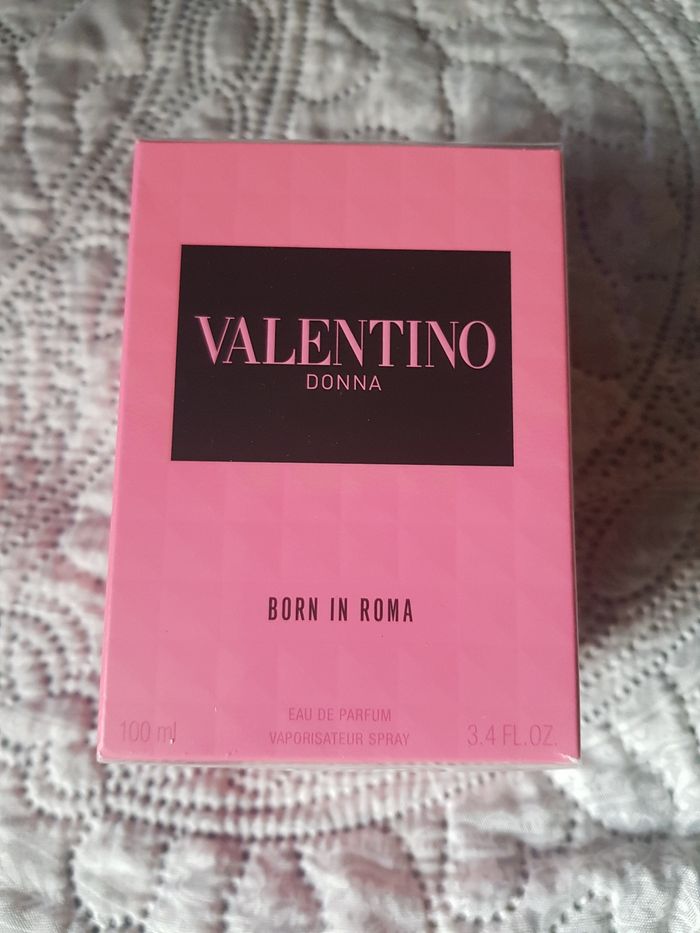 VALENTINO
DONNA
BORN IN ROMA
EAU DE PARFUM
100 ml VAPORISATEUR SPRAY 3.4 FL.OZ.